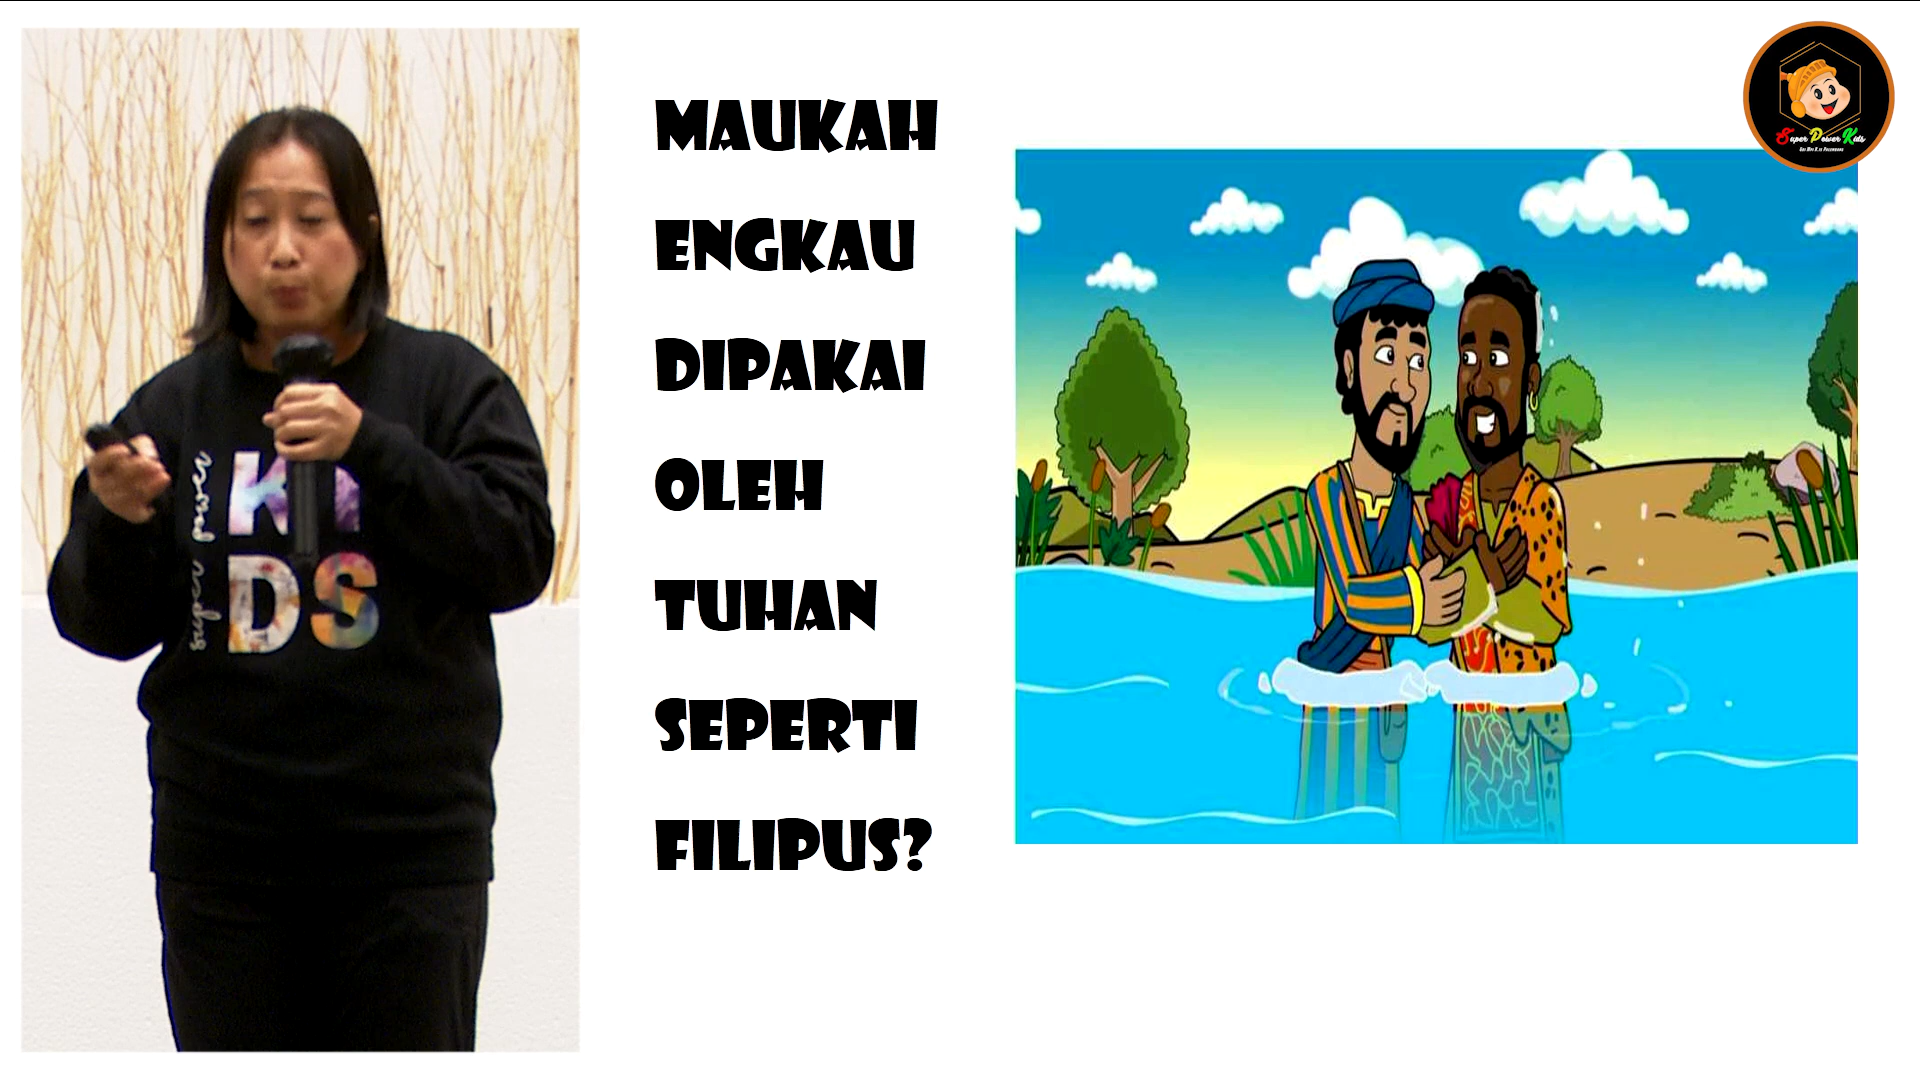 MAUKAH
ENGKAU
DIPAKAI
OLEH
TUHAN
SEPERTI
FILIPUS?
super power
KIDS
Super Power Kids